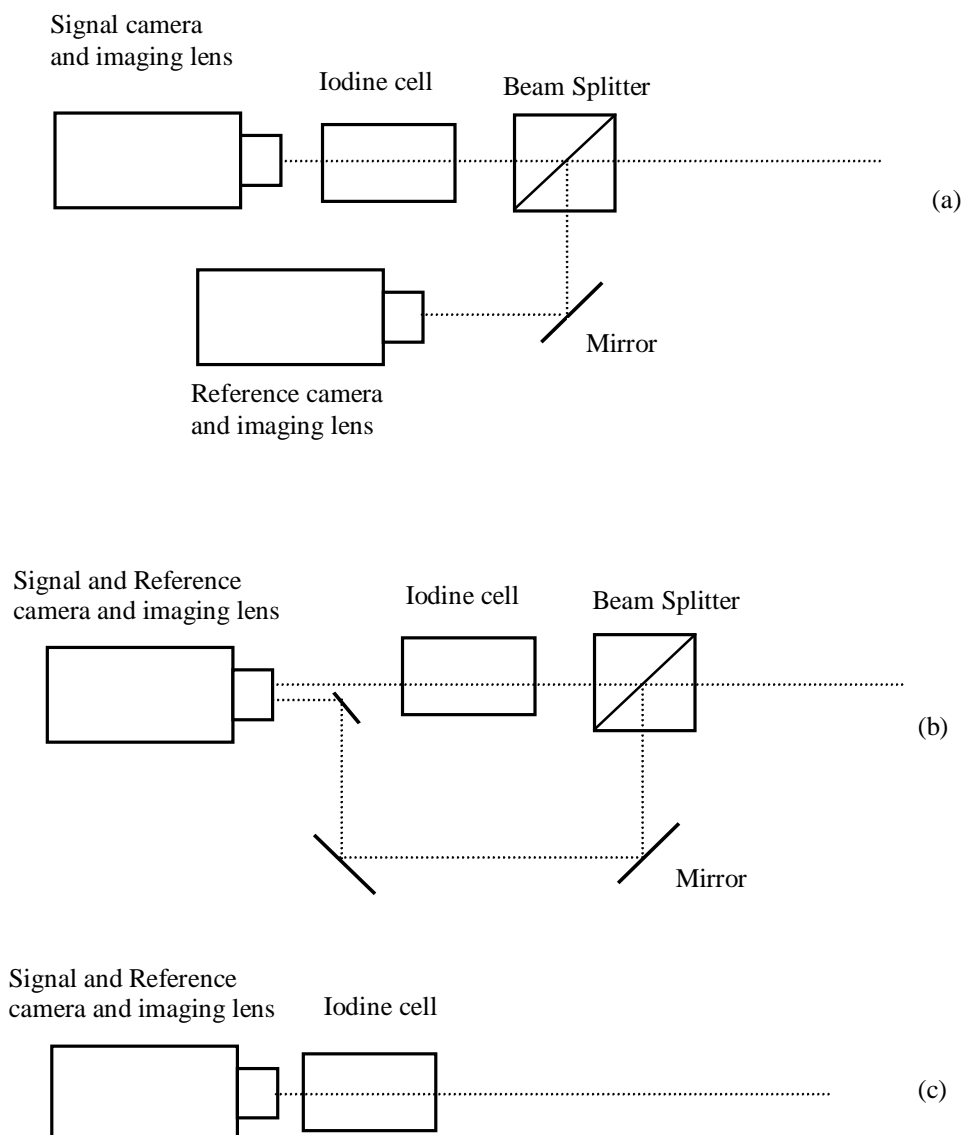 Signal camera
and imaging lens
Iodine cell
Beam Splitter
(a)
Mirror
Reference camera
and imaging lens
Signal and Reference
camera and imaging lens
Iodine cell
Beam Splitter
(b)
Mirror
Signal and Reference
camera and imaging lens
Iodine cell
(c)